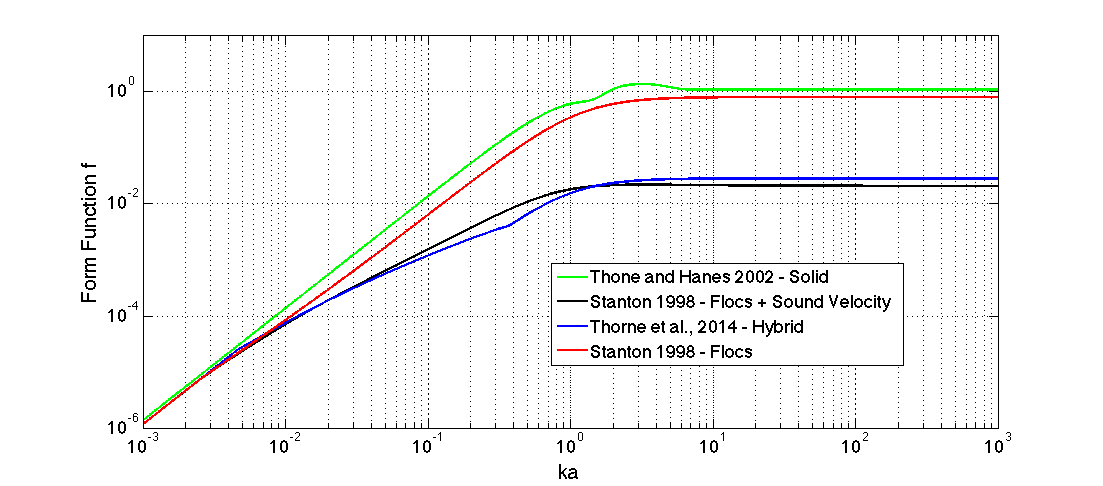 Form Function f
10^0
10^-2
10^-4
10^-6
10^-3 10^-2 10^-1 10^0 10^1 10^2 10^3
ka
Thone and Hanes 2002 - Solid
Stanton 1998 - Flocs + Sound Velocity
Thorne et al., 2014 - Hybrid
Stanton 1998 - Flocs